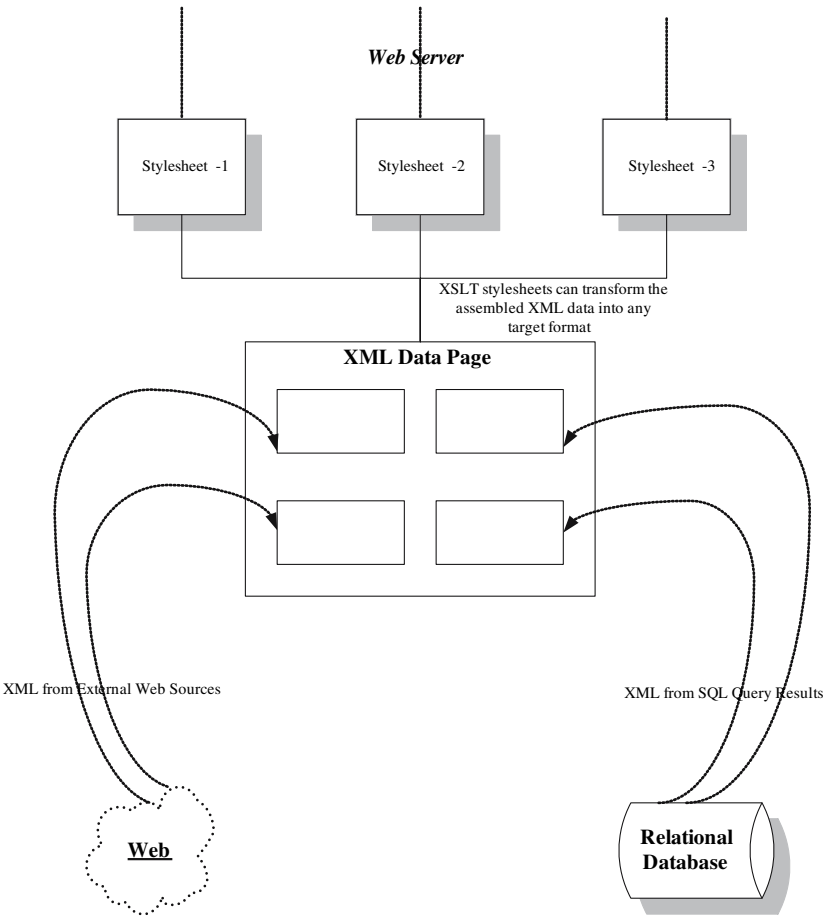 Web Server
Stylesheet -1
Stylesheet -2
Stylesheet -3
XSLT stylesheets can transform the
assembled XML data into any
target format
XML Data Page
XML from External Web Sources
XML from SQL Query Results
Web
Relational
Database